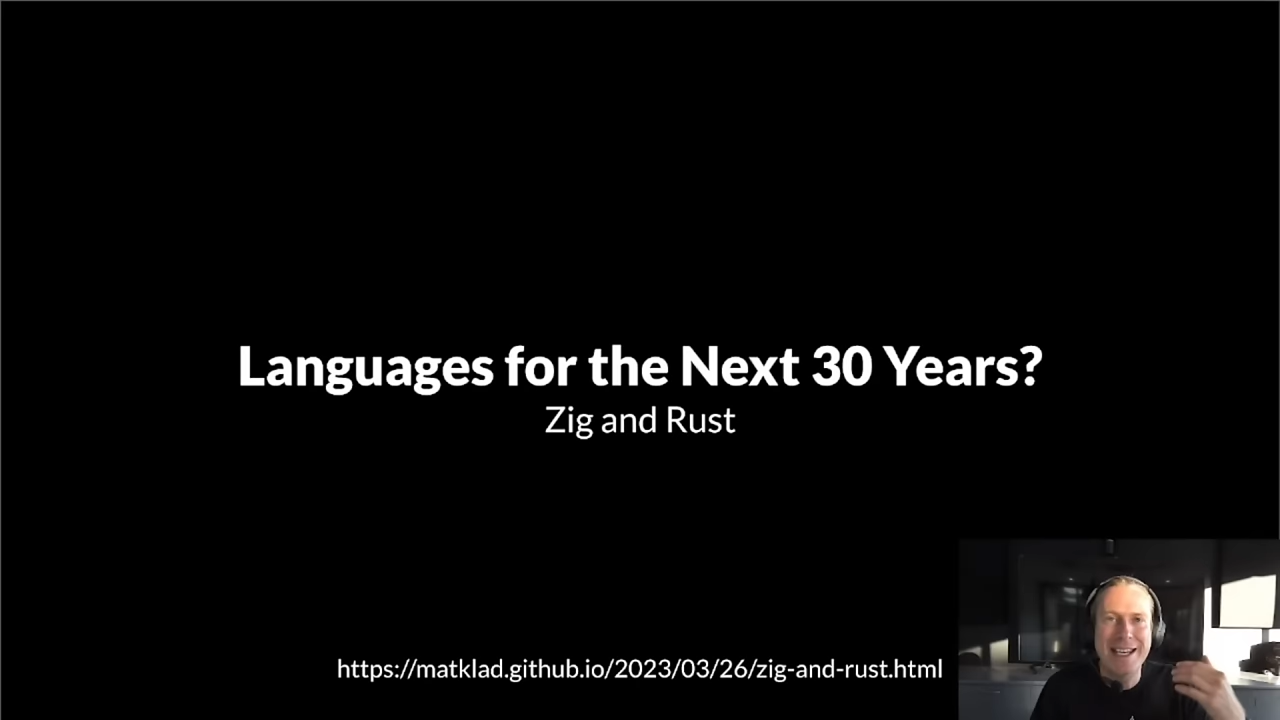 Languages for the Next 30 Years?
Zig and Rust
https://matklad.github.io/2023/03/26/zig-and-rust.html